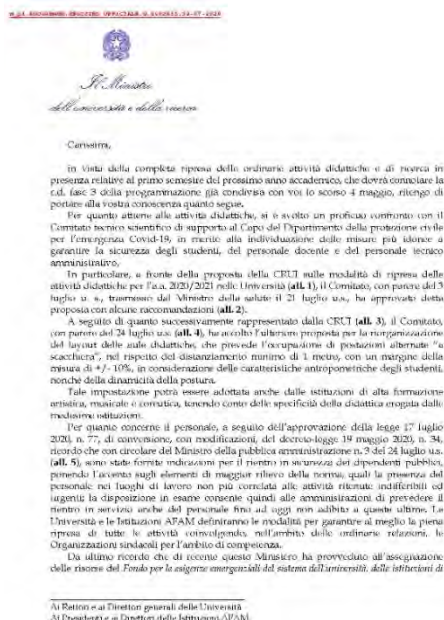 Il Ministro
dell'università e della ricerca
Carissimi,
in vista della completa ripresa delle ordinarie attività didattiche e di ricerca in
presenza relative al primo semestre del prossimo anno accademico, che dovrà connotare la
c.d. fase 3 della programmazione già condivisa con voi lo scorso 4 maggio, ritengo di
portare alla vostra conoscenza quanto segue.
Per quanto attiene alle attività didattiche, si è svolto un proficuo confronto con il
Comitato tecnico scientifico di supporto al Capo del Dipartimento della protezione civile
per l'emergenza Covid-19, in merito alla individuazione delle misure più idonee a
garantire la sicurezza degli studenti, del personale docente e del personale tecnico
amministrativo.
In particolare, a fronte della proposta della CRUI sulle modalità di ripresa delle
attività didattiche per l'a.a. 2020/2021 nelle Università (all. 1), il Comitato, con parere del 3
luglio u. s., trasmesso dal Ministro della salute il 21 luglio u.s., ha approvato detta
proposta con alcune raccomandazioni (all. 2).
A seguito di quanto successivamente rappresentato dalla CRUI (all. 3), il Comitato,
con parere del 24 luglio u.s. (all. 4), ha accolto l'ulteriore proposta per la riorganizzazione
del layout delle aule didattiche, che prevede l'occupazione di postazioni alternate "a
scacchiera", nel rispetto del distanziamento minimo di 1 metro, con un margine della
misura di +/- 10%, in considerazione delle caratteristiche antropometriche degli studenti,
nonché della dinamicità della postura.
Tale impostazione potrà essere adottata anche dalle istituzioni di alta formazione
artistica, musicale e coreutica, tenendo conto delle specificità della didattica erogata dalle
medesime istituzioni.
Per quanto concerne il personale, a seguito dell'approvazione della legge 17 luglio
2020, n. 77, di conversione, con modificazioni, del decreto-legge 19 maggio 2020, n. 34,
ricordo che con circolare del Ministro della pubblica amministrazione n. 3 del 24 luglio u.s.
(all. 5), sono state fornite indicazioni per il rientro in sicurezza dei dipendenti pubblici,
ponendo l'accento sugli elementi di maggior rilievo della norma, quali la presenza del
personale nei luoghi di lavoro non più correlata alle attività ritenute indifferibili ed
urgenti; la disposizione in esame consente quindi alle amministrazioni di prevedere il
rientro in servizio anche del personale fino ad oggi non adibito a queste ultime. Le
Università e le Istituzioni AFAM definiranno le modalità per garantire al meglio la piena
ripresa di tutte le attività coinvolgendo, nell'ambito delle ordinarie relazioni, le
Organizzazioni sindacali per l'ambito di competenza.
Da ultimo ricordo che di recente questo Ministero ha provveduto all'assegnazione
delle risorse del Fondo per le esigenze emergenziali del sistema dell'università, delle istituzioni di
Ai Rettori e ai Direttori generali delle Università
Ai Presidenti e ai Direttori delle Istituzioni AFAM